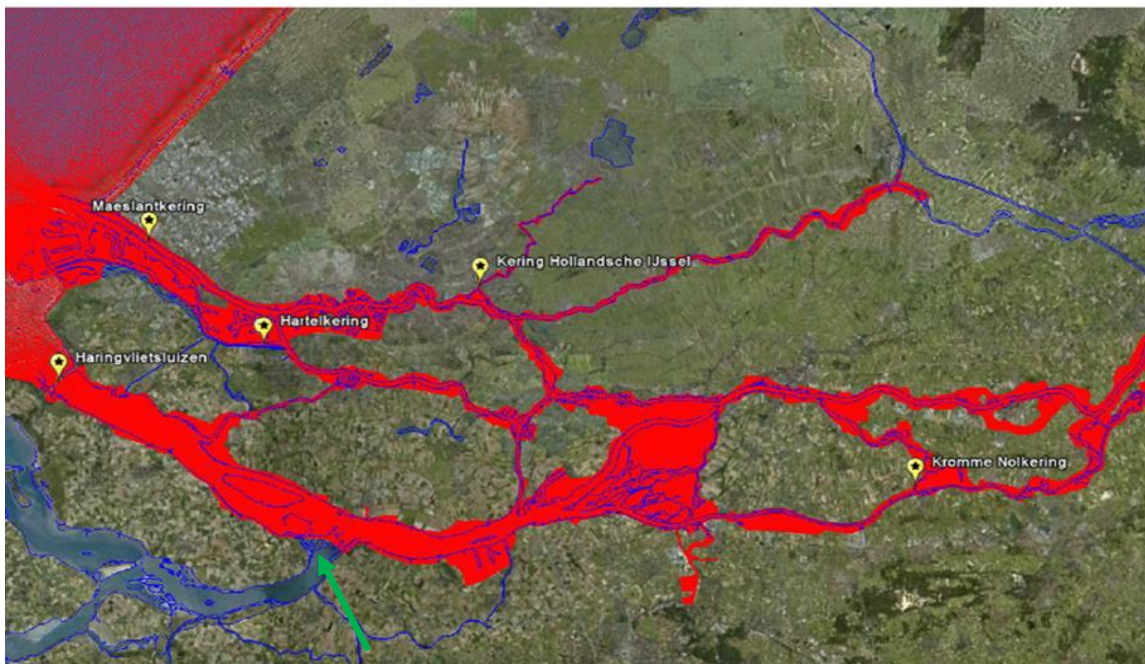 Maeslantkering
Kering Hollandsche IJssel
Hartelkering
Haringvlietsluizen
Kromme Nolkering